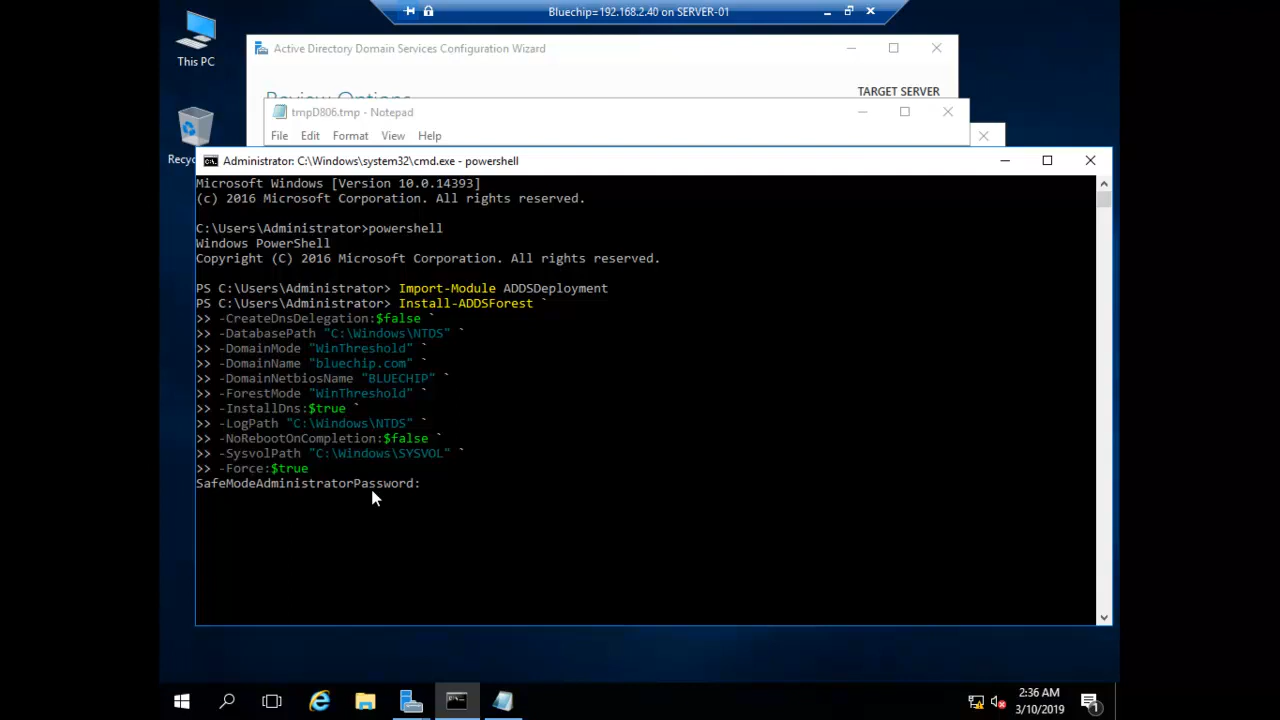 Bluechip=192.168.2.40 on SERVER-01
This PC
Active Directory Domain Services Configuration Wizard
Review Options
TARGET SERVER
tmpD806.tmp - Notepad
File Edit Format View Help
Administrator: C:\Windows\system32\cmd.exe - powershell
Microsoft Windows [Version 10.0.14393]
(c) 2016 Microsoft Corporation. All rights reserved.
C:\Users\Administrator>powershell
Windows PowerShell
Copyright (C) 2016 Microsoft Corporation. All rights reserved.
PS C:\Users\Administrator> Import-Module ADDSDeployment
PS C:\Users\Administrator> Install-ADDSForest `
>> -CreateDnsDelegation:$false `
>> -DatabasePath "C:\Windows\NTDS" `
>> -DomainMode "WinThreshold" `
>> -DomainName "bluechip.com" `
>> -DomainNetbiosName "BLUECHIP" `
>> -ForestMode "WinThreshold" `
>> -InstallDns:$true `
>> -LogPath "C:\Windows\NTDS" `
>> -NoRebootOnCompletion:$false `
>> -SysvolPath "C:\Windows\SYSVOL" `
>> -Force:$true
SafeModeAdministratorPassword:
2:36 AM
3/10/2019
1